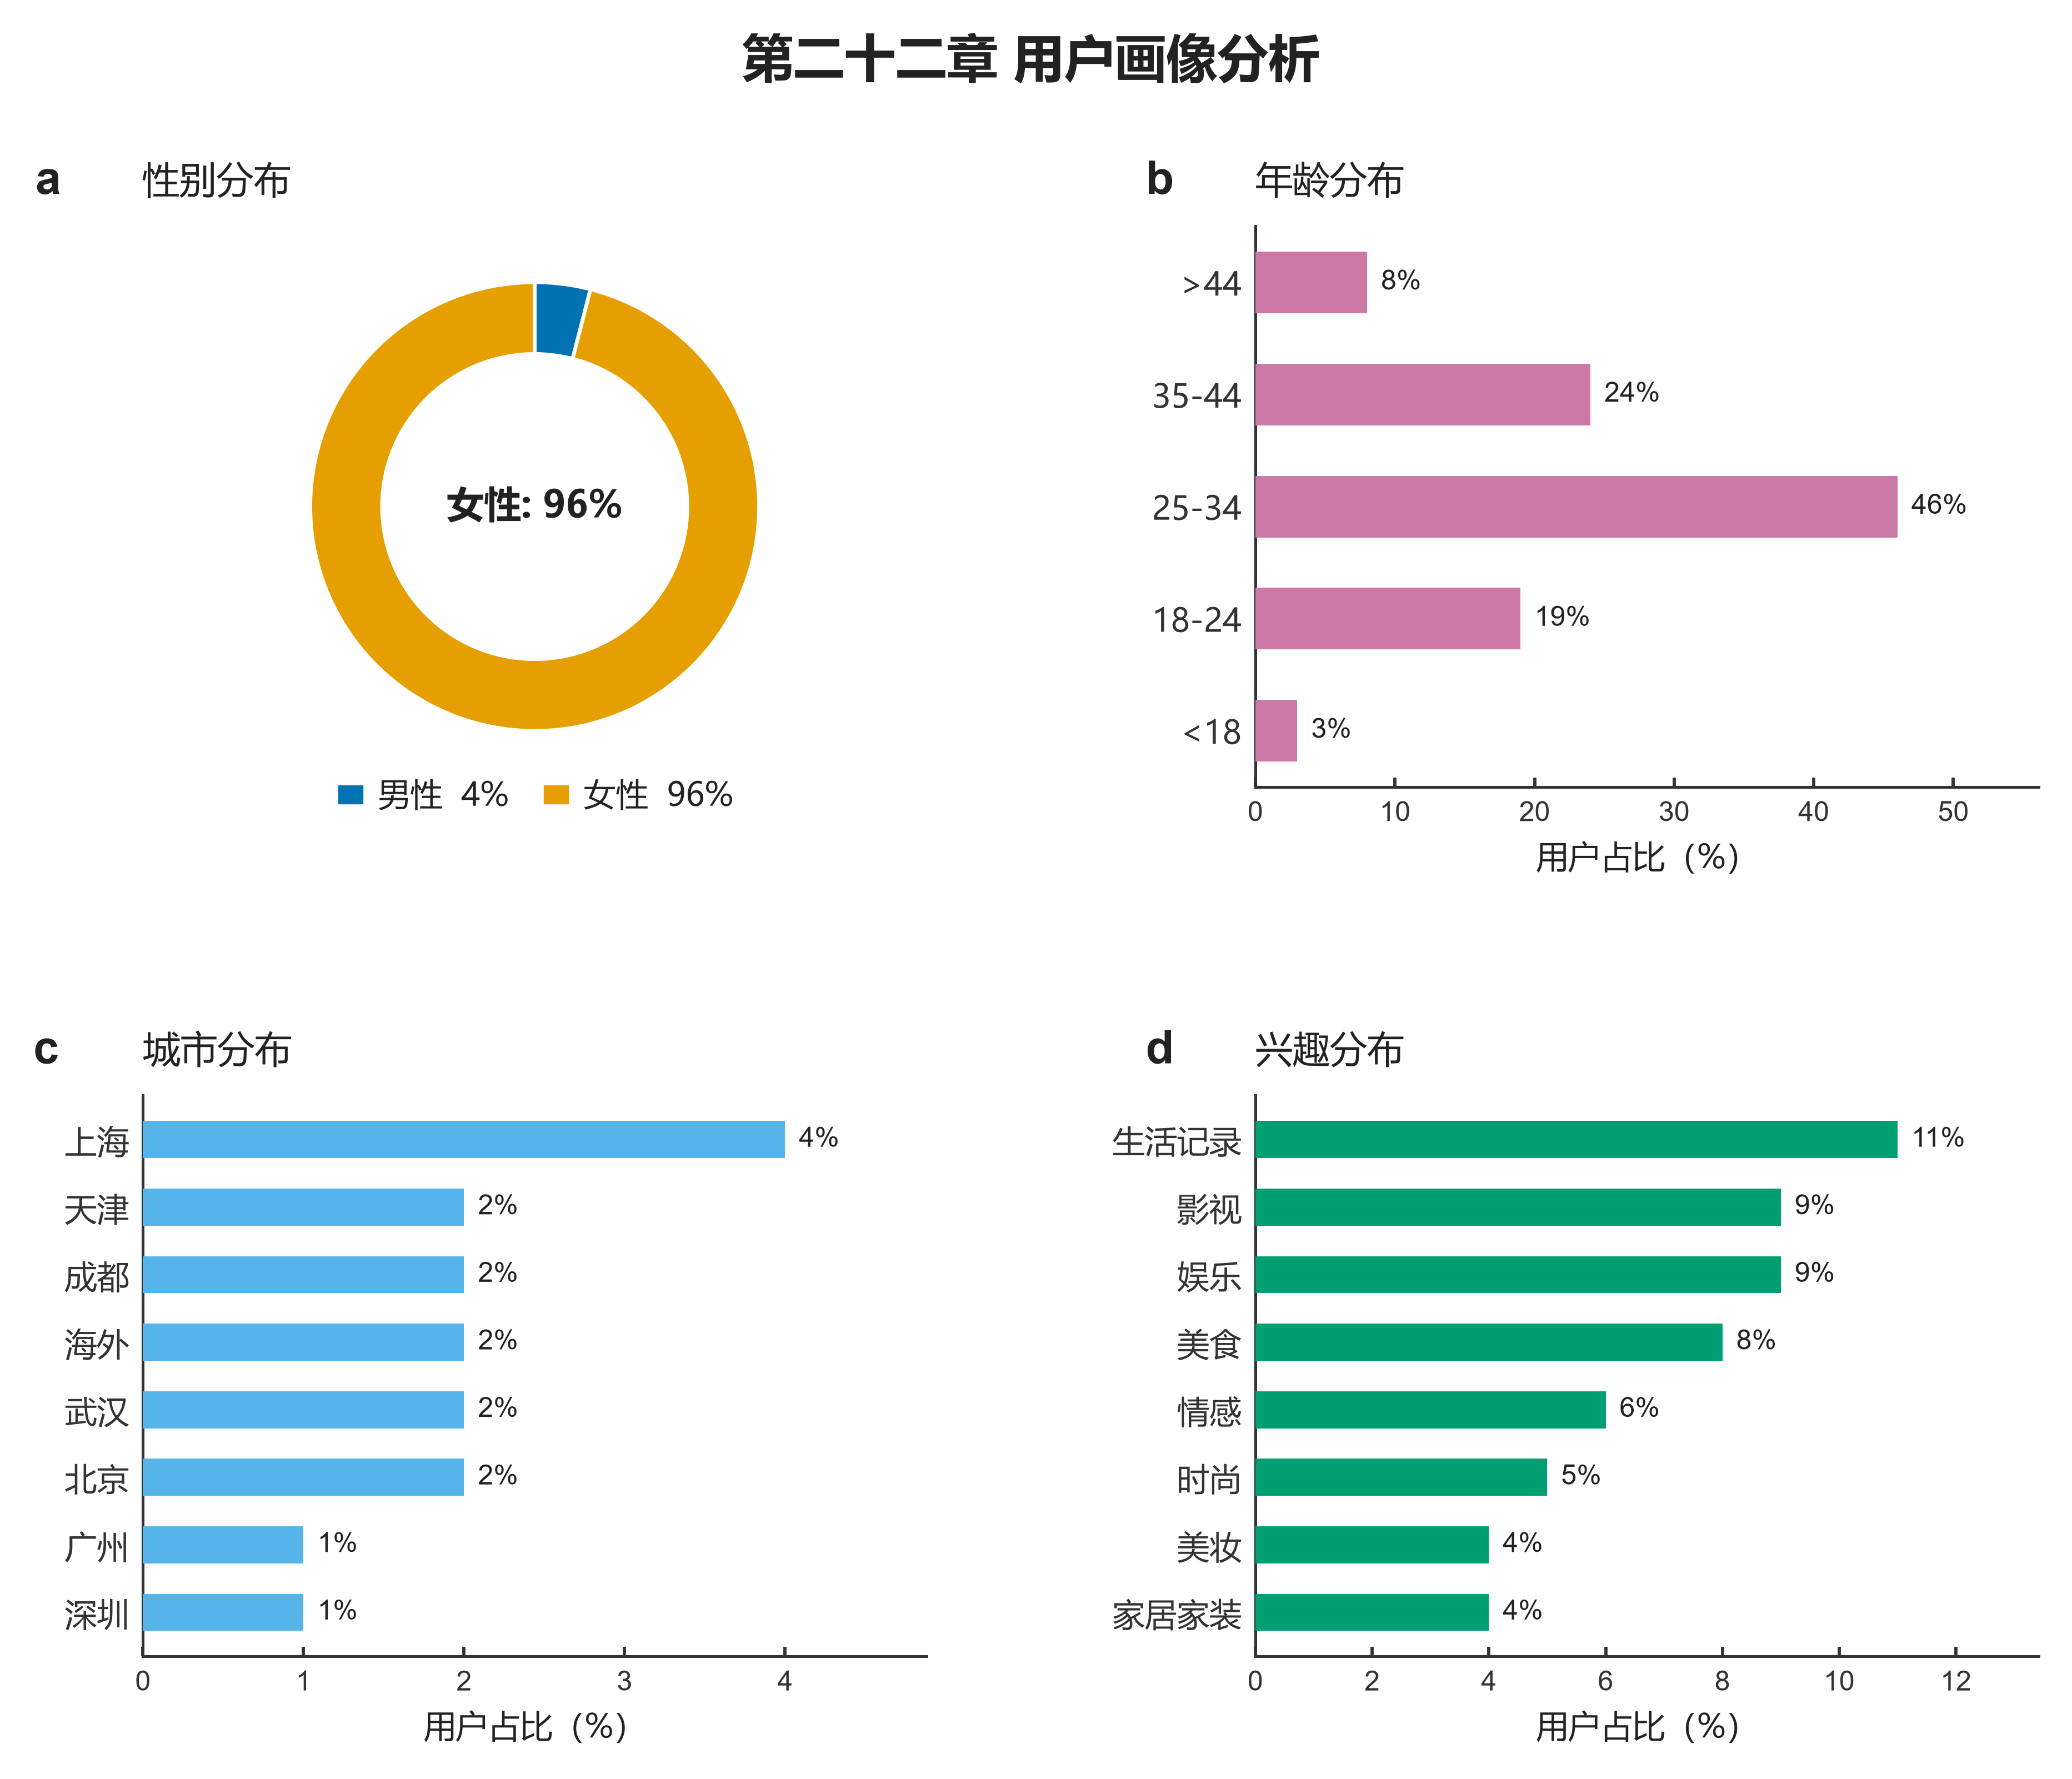 第二十二章 用户画像分析
a 性别分布
女性: 96%
男性 4% 女性 96%
b 年龄分布
>44 8%
35-44 24%
25-34 46%
18-24 19%
<18 3%
0 10 20 30 40 50
用户占比（%）
c 城市分布
上海 4%
天津 2%
成都 2%
海外 2%
武汉 2%
北京 2%
广州 1%
深圳 1%
0 1 2 3 4
用户占比（%）
d 兴趣分布
生活记录 11%
影视 9%
娱乐 9%
美食 8%
情感 6%
时尚 5%
美妆 4%
家居家装 4%
0 2 4 6 8 10 12
用户占比（%）